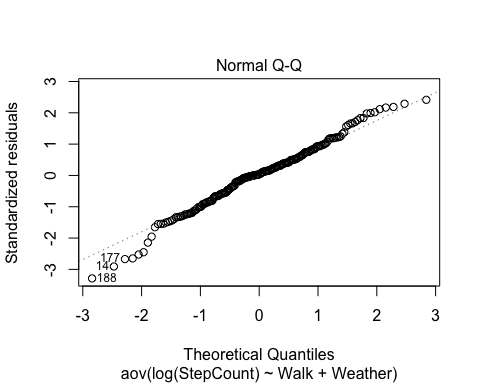 Normal Q-Q
Standardized residuals
3
2
1
0
-1
-2
-3
177
14
188
-3 -2 -1 0 1 2 3
Theoretical Quantiles
aov(log(StepCount) ~ Walk + Weather)